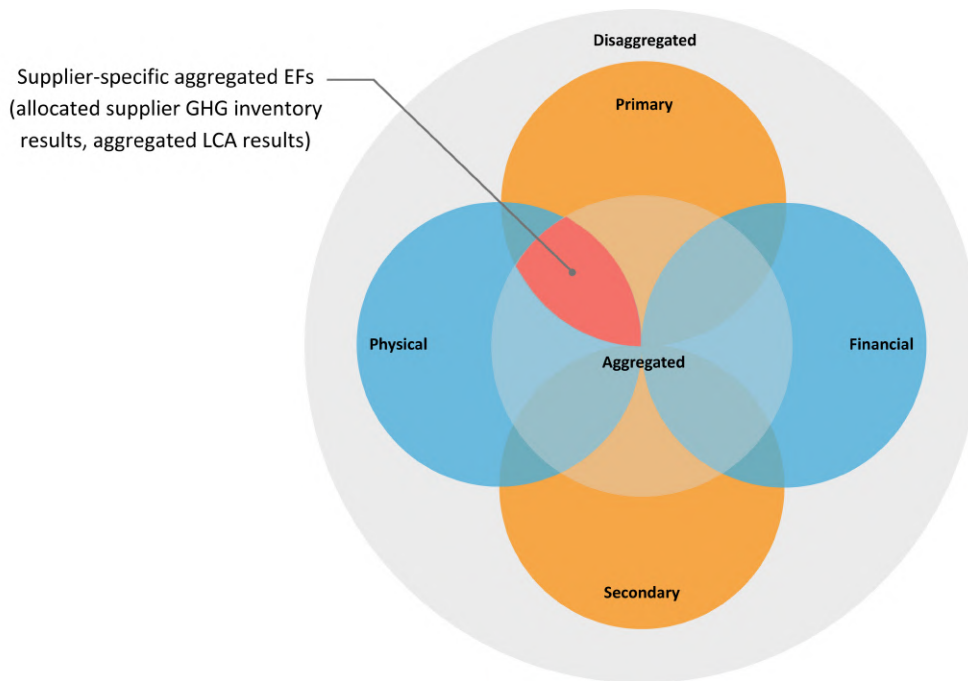 Disaggregated
Supplier-specific aggregated EFs
(allocated supplier GHG inventory
results, aggregated LCA results)
Primary
Physical
Financial
Aggregated
Secondary